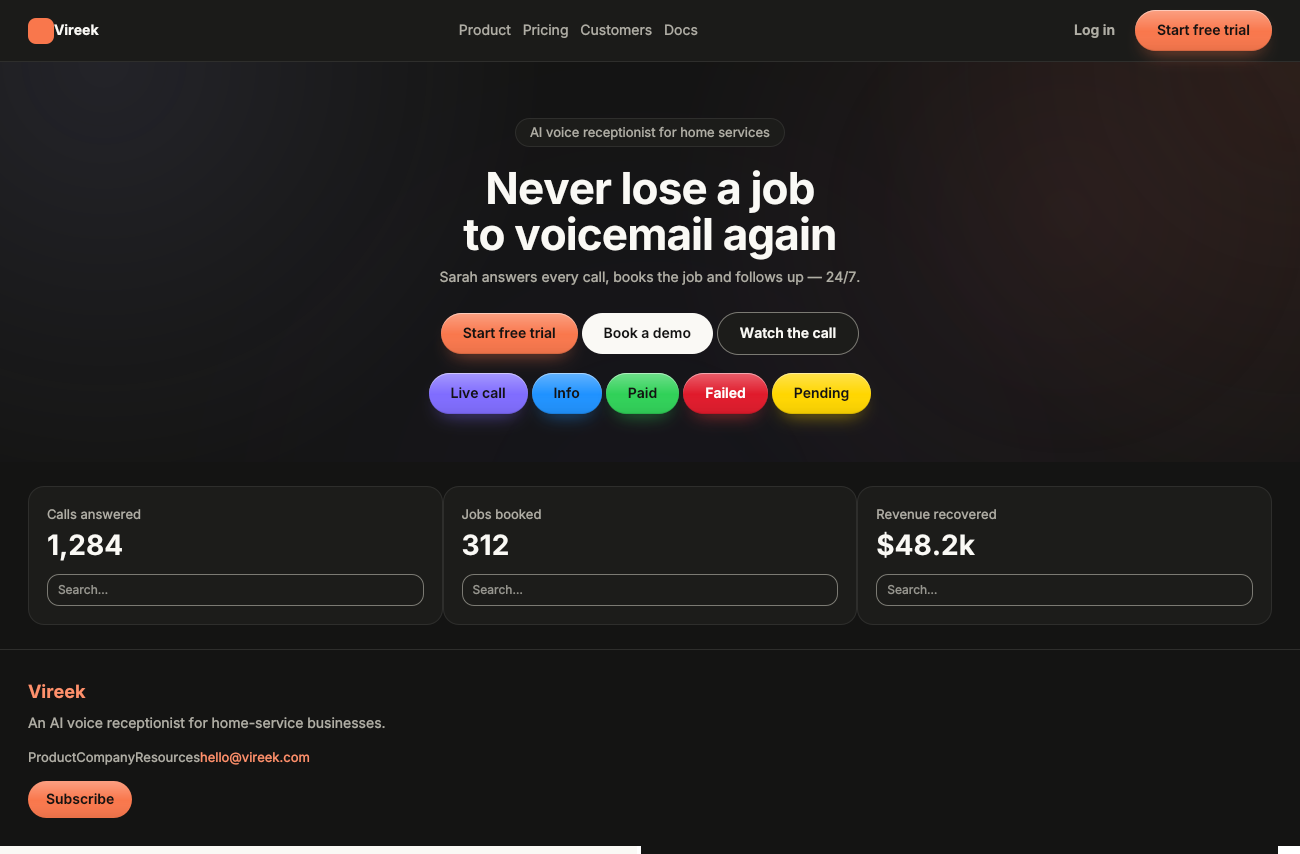 Vireek
Product Pricing Customers Docs
Log in
Start free trial
AI voice receptionist for home services
Never lose a job
to voicemail again
Sarah answers every call, books the job and follows up — 24/7.
Start free trial Book a demo Watch the call
Live call Info Paid Failed Pending
Calls answered
1,284
Search...
Jobs booked
312
Search...
Revenue recovered
$48.2k
Search...
Vireek
An AI voice receptionist for home-service businesses.
ProductCompanyResourceshello@vireek.com
Subscribe